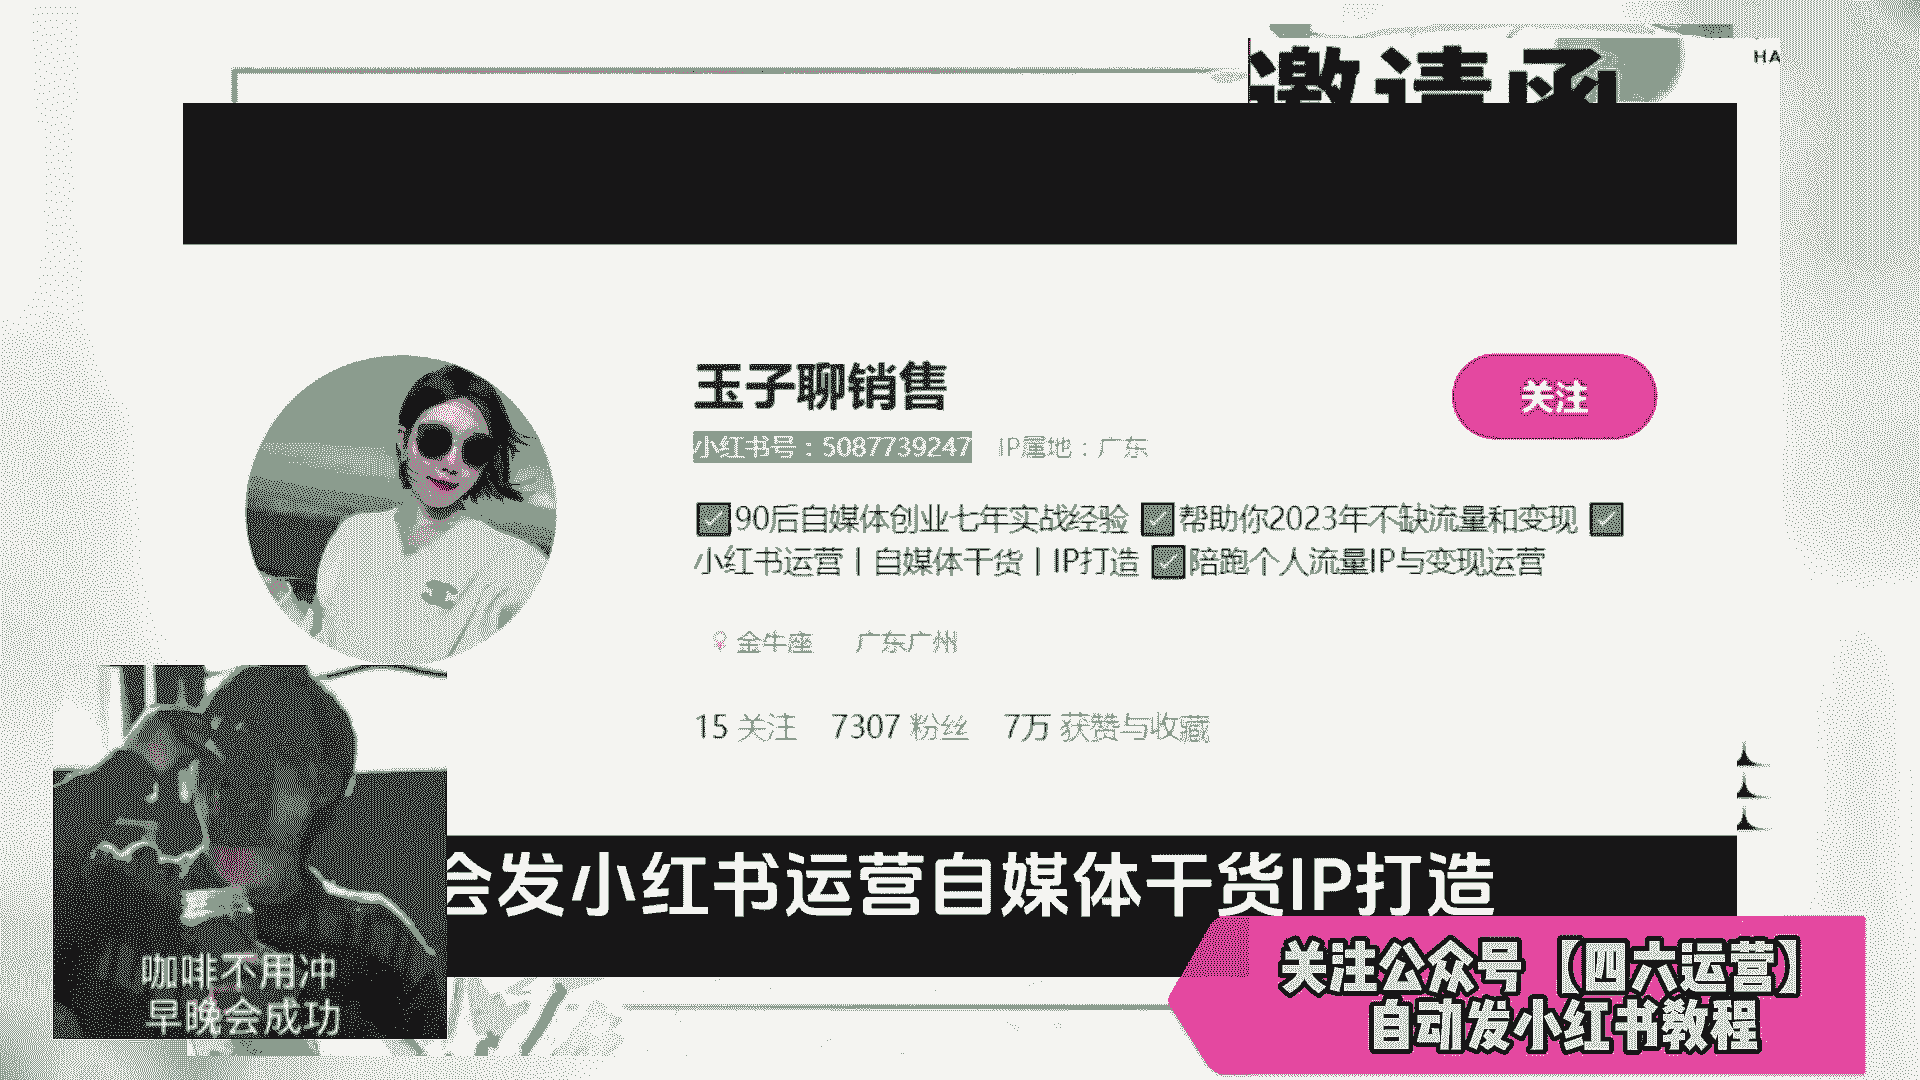 邀请函
HA
玉子聊销售
关注
小红书号：5087739247 IP属地：广东
✅90后自媒体创业七年实战经验 ✅帮助你2023年不缺流量和变现 ✅
小红书运营丨自媒体干货丨IP打造 ✅陪跑个人流量IP与变现运营
金牛座 广东广州
15 关注 7307 粉丝 7万 获赞与收藏
会发小红书运营自媒体干货IP打造
咖啡不用冲
早晚会成功
关注公众号【四六运营】
自动发小红书教程